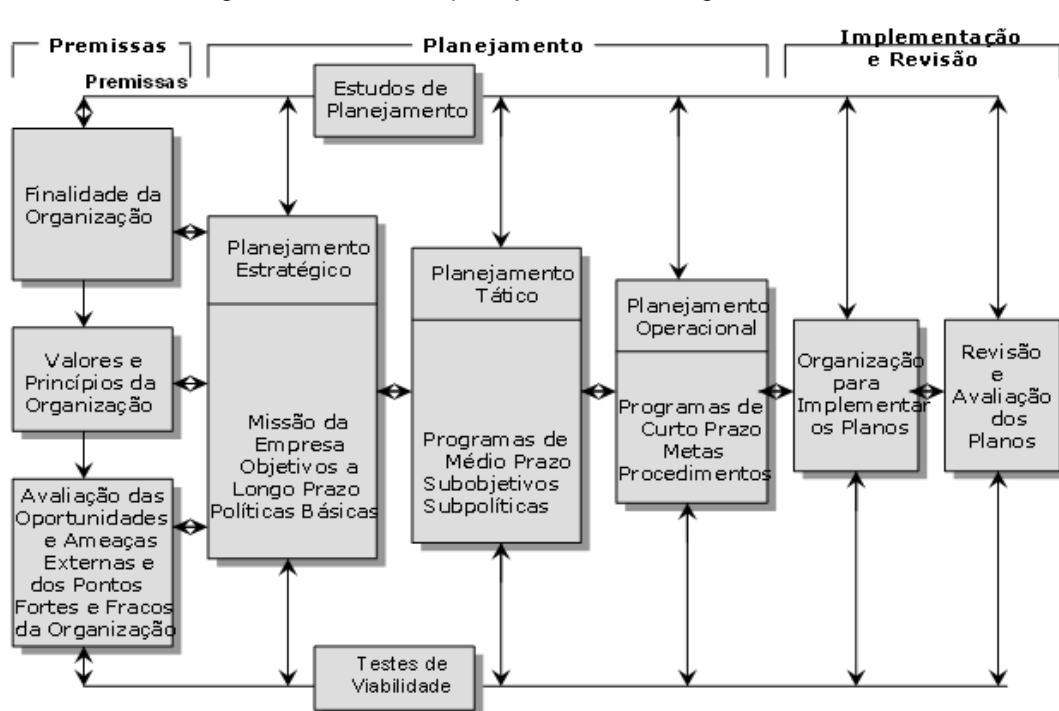 Premissas
Planejamento
Implementação
e Revisão
Premissas
Estudos de
Planejamento
Finalidade da
Organização
Valores e
Princípios da
Organização
Avaliação das
Oportunidades
e Ameaças
Externas e
dos Pontos
Fortes e Fracos
da Organização
Planejamento
Estratégico
Missão da
Empresa
Objetivos a
Longo Prazo
Políticas Básicas
Planejamento
Tático
Programas de
Médio Prazo
Subobjetivos
Subpolíticas
Planejamento
Operacional
Programas de
Curto Prazo
Metas
Procedimentos
Organização
para
Implementar
os Planos
Revisão
e
Avaliação
dos
Planos
Testes de
Viabilidade